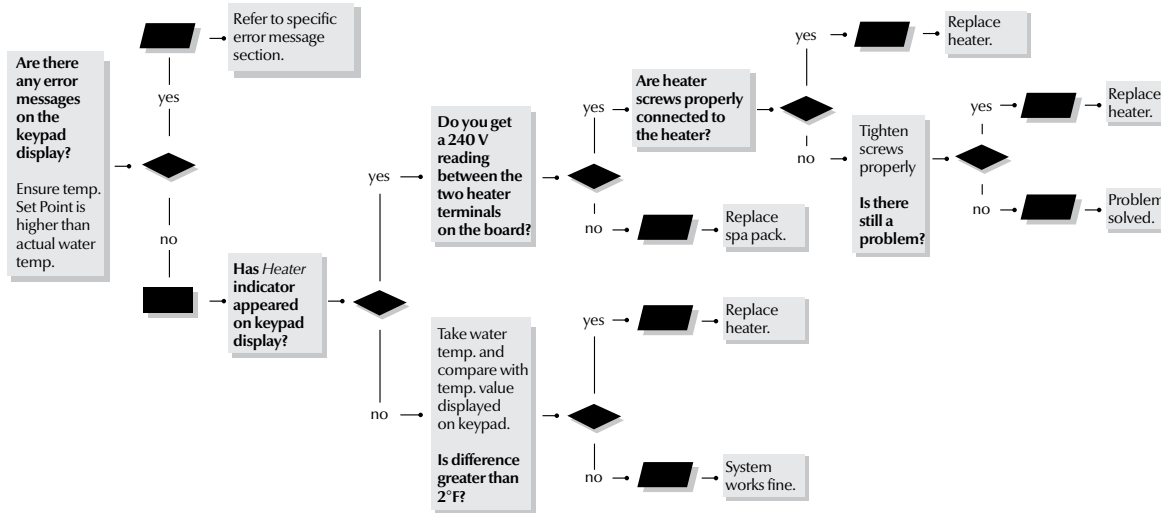 Are there
any error
messages
on the
keypad
display?
Ensure temp.
Set Point is
higher than
actual water
temp.
yes
Refer to specific
error message
section.
no
Has Heater
indicator
appeared
on keypad
display?
yes
Do you get
a 240 V
reading
between the
two heater
terminals
on the board?
yes
Are heater
screws properly
connected to
the heater?
yes
Replace
heater.
no
Tighten
screws
properly
Is there
still a
problem?
yes
Replace
heater.
no
Problem
solved.
no
Replace
spa pack.
no
Take water
temp. and
compare with
temp. value
displayed
on keypad.
Is difference
greater than
2°F?
yes
Replace
heater.
no
System
works fine.